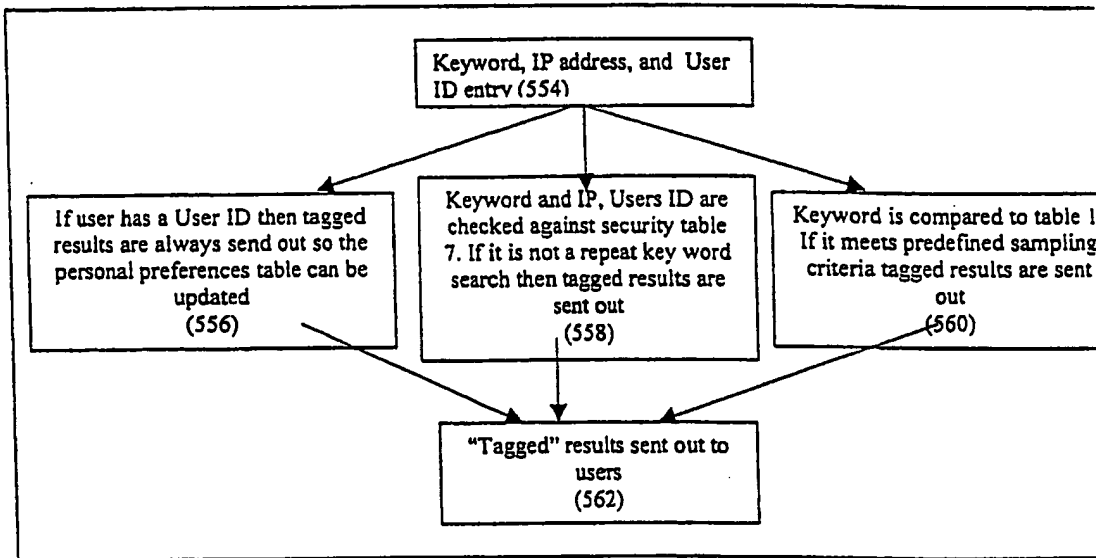 Keyword, IP address, and User
ID entry (554)
If user has a User ID then tagged
results are always send out so the
personal preferences table can be
updated
(556)
Keyword and IP, Users ID are
checked against security table
7. If it is not a repeat key word
search then tagged results are
sent out
(558)
Keyword is compared to table 1.
If it meets predefined sampling
criteria tagged results are sent
out
(560)
“Tagged” results sent out to
users
(562)